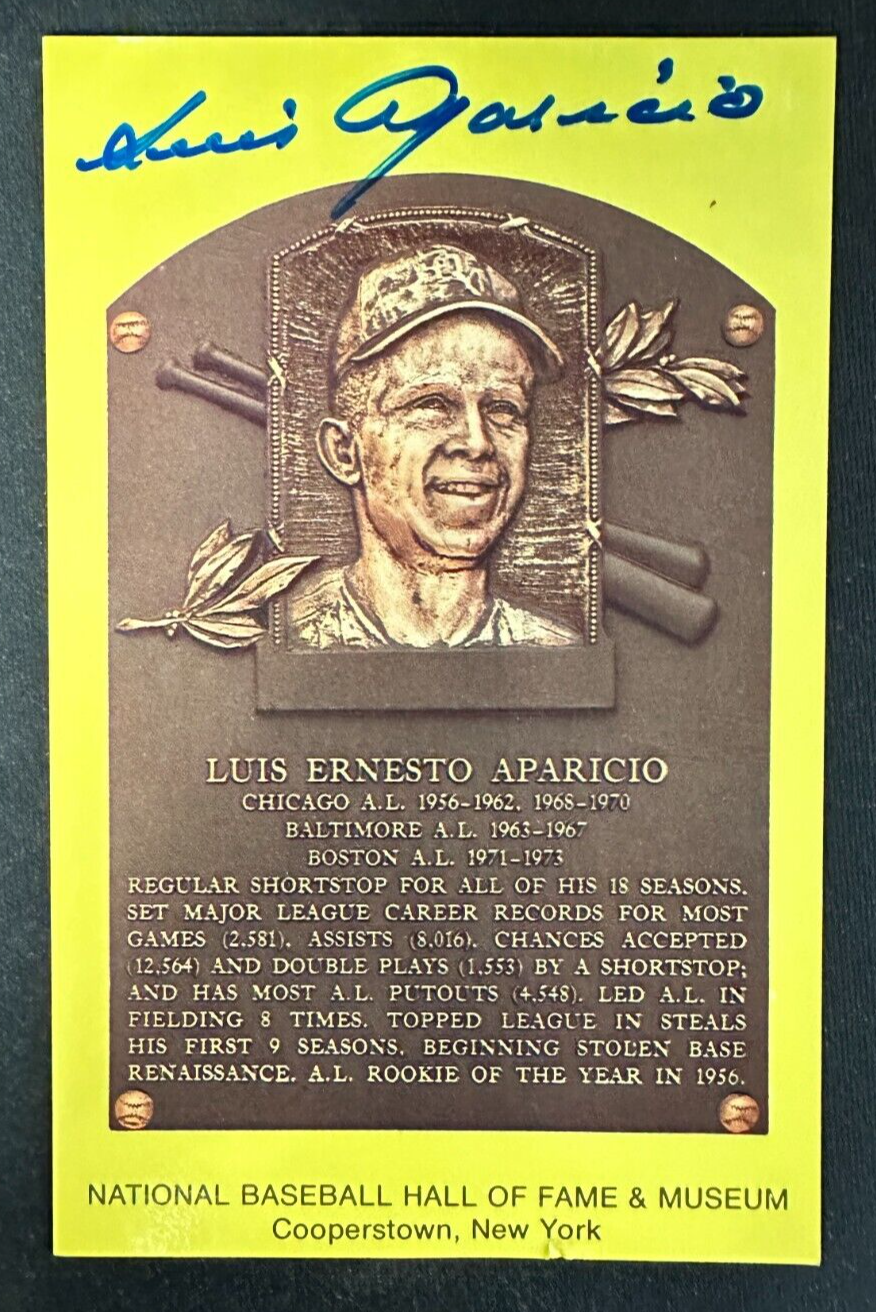 Luis Aparicio
LUIS ERNESTO APARICIO
CHICAGO A.L. 1956-1962, 1968-1970
BALTIMORE A.L. 1963-1967
BOSTON A.L. 1971-1973
REGULAR SHORTSTOP FOR ALL OF HIS 18 SEASONS.
SET MAJOR LEAGUE CAREER RECORDS FOR MOST
GAMES (2,581), ASSISTS (8,016), CHANCES ACCEPTED
(12,564) AND DOUBLE PLAYS (1,553) BY A SHORTSTOP;
AND HAS MOST A.L. PUTOUTS (4,548). LED A.L. IN
FIELDING 8 TIMES. TOPPED LEAGUE IN STEALS
HIS FIRST 9 SEASONS, BEGINNING STOLEN BASE
RENAISSANCE. A.L. ROOKIE OF THE YEAR IN 1956.
NATIONAL BASEBALL HALL OF FAME & MUSEUM
Cooperstown, New York